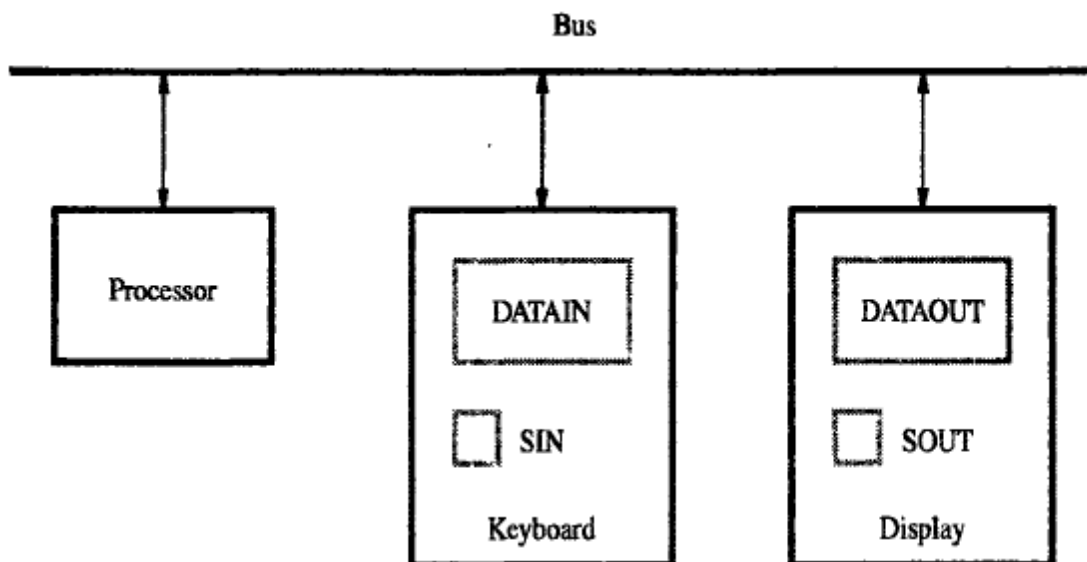 Bus
Processor
DATAIN
DATAOUT
SIN
SOUT
Keyboard
Display